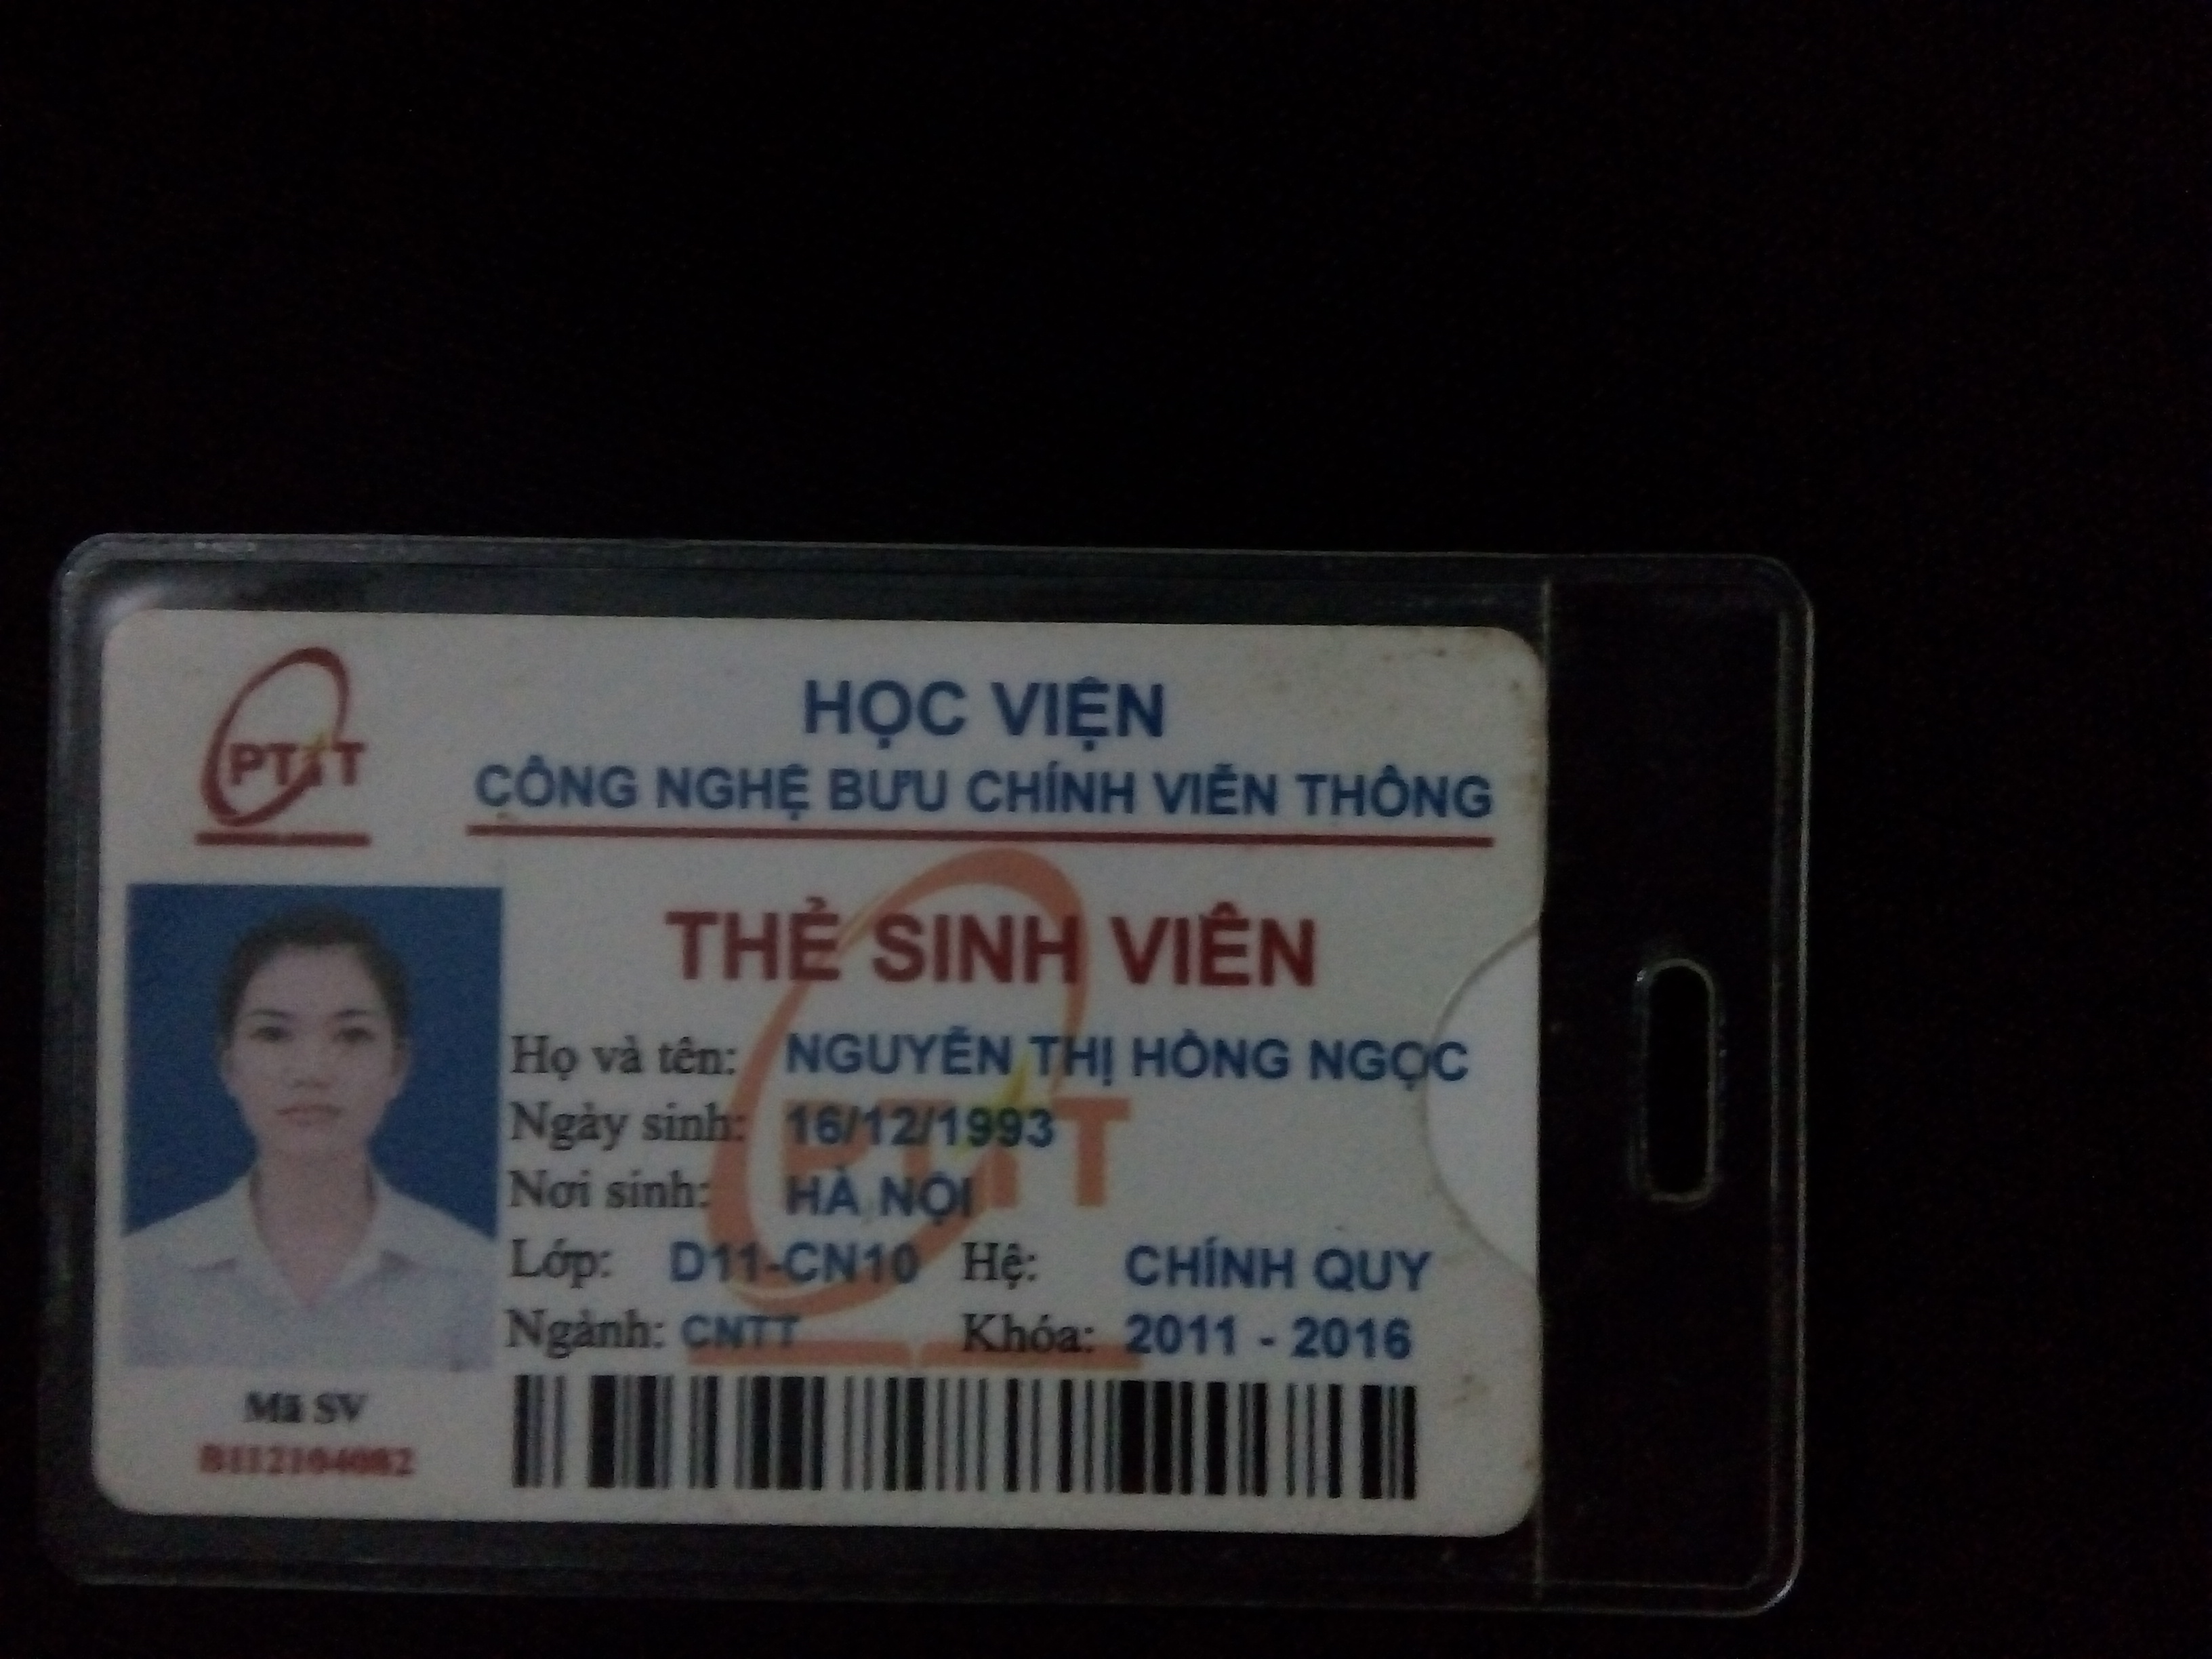 PTiT
HỌC VIỆN
CÔNG NGHỆ BƯU CHÍNH VIỄN THÔNG
THẺ SINH VIÊN
Họ và tên: NGUYỄN THỊ HỒNG NGỌC
Ngày sinh: 16/12/1993
Nơi sinh: HÀ NỘI
Lớp: D11-CN10 Hệ: CHÍNH QUY
Ngành: CNTT Khóa: 2011 - 2016
Mã SV
B112104082
PTiT